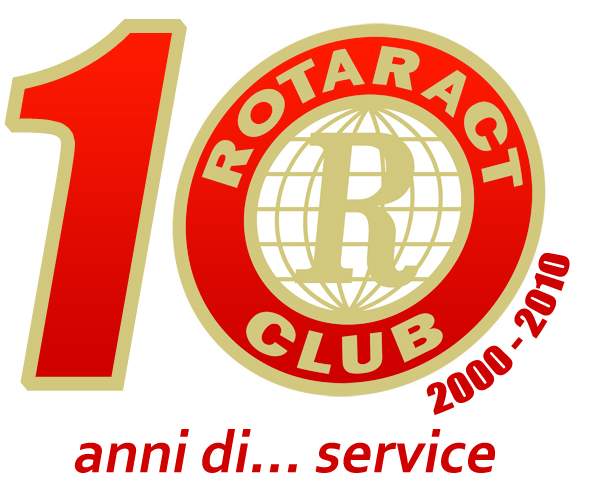 10
ROTARACT
R
CLUB
2000 - 2010
anni di... service